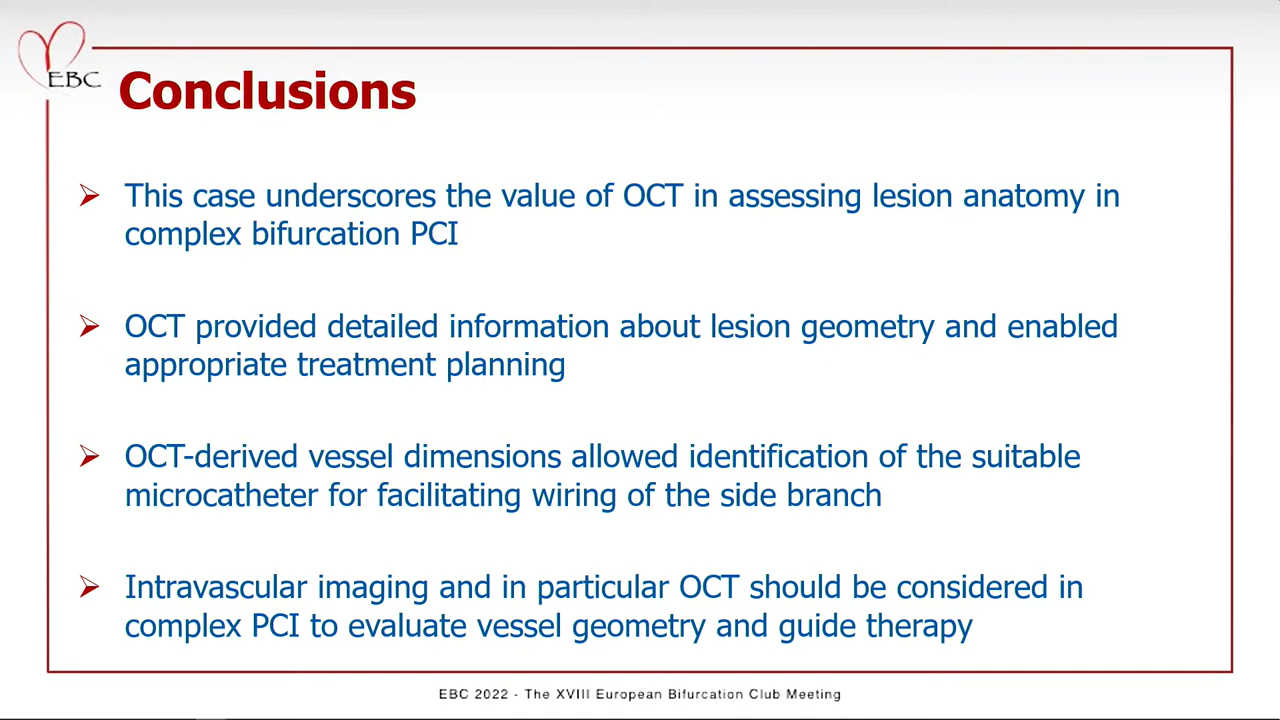 EBC
Conclusions
This case underscores the value of OCT in assessing lesion anatomy in
complex bifurcation PCI
OCT provided detailed information about lesion geometry and enabled
appropriate treatment planning
OCT-derived vessel dimensions allowed identification of the suitable
microcatheter for facilitating wiring of the side branch
Intravascular imaging and in particular OCT should be considered in
complex PCI to evaluate vessel geometry and guide therapy
EBC 2022 - The XVIII European Bifurcation Club Meeting